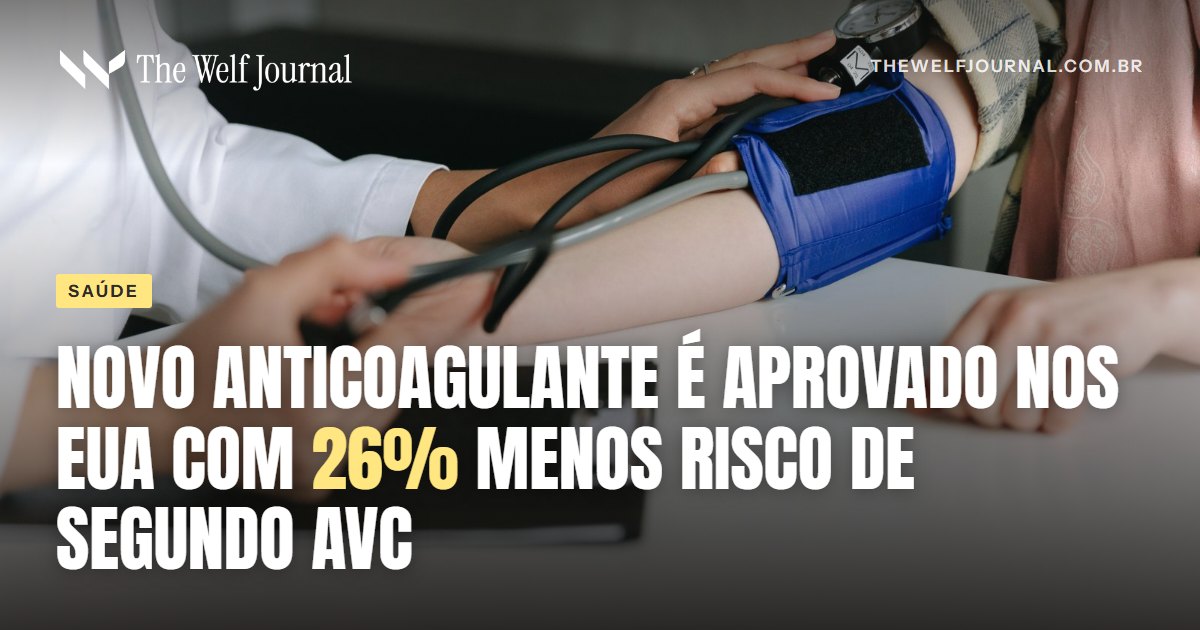 The Welf Journal
THEWELFJOURNAL.COM.BR
SAÚDE
NOVO ANTICOAGULANTE É APROVADO NOS
EUA COM 26% MENOS RISCO DE
SEGUNDO AVC